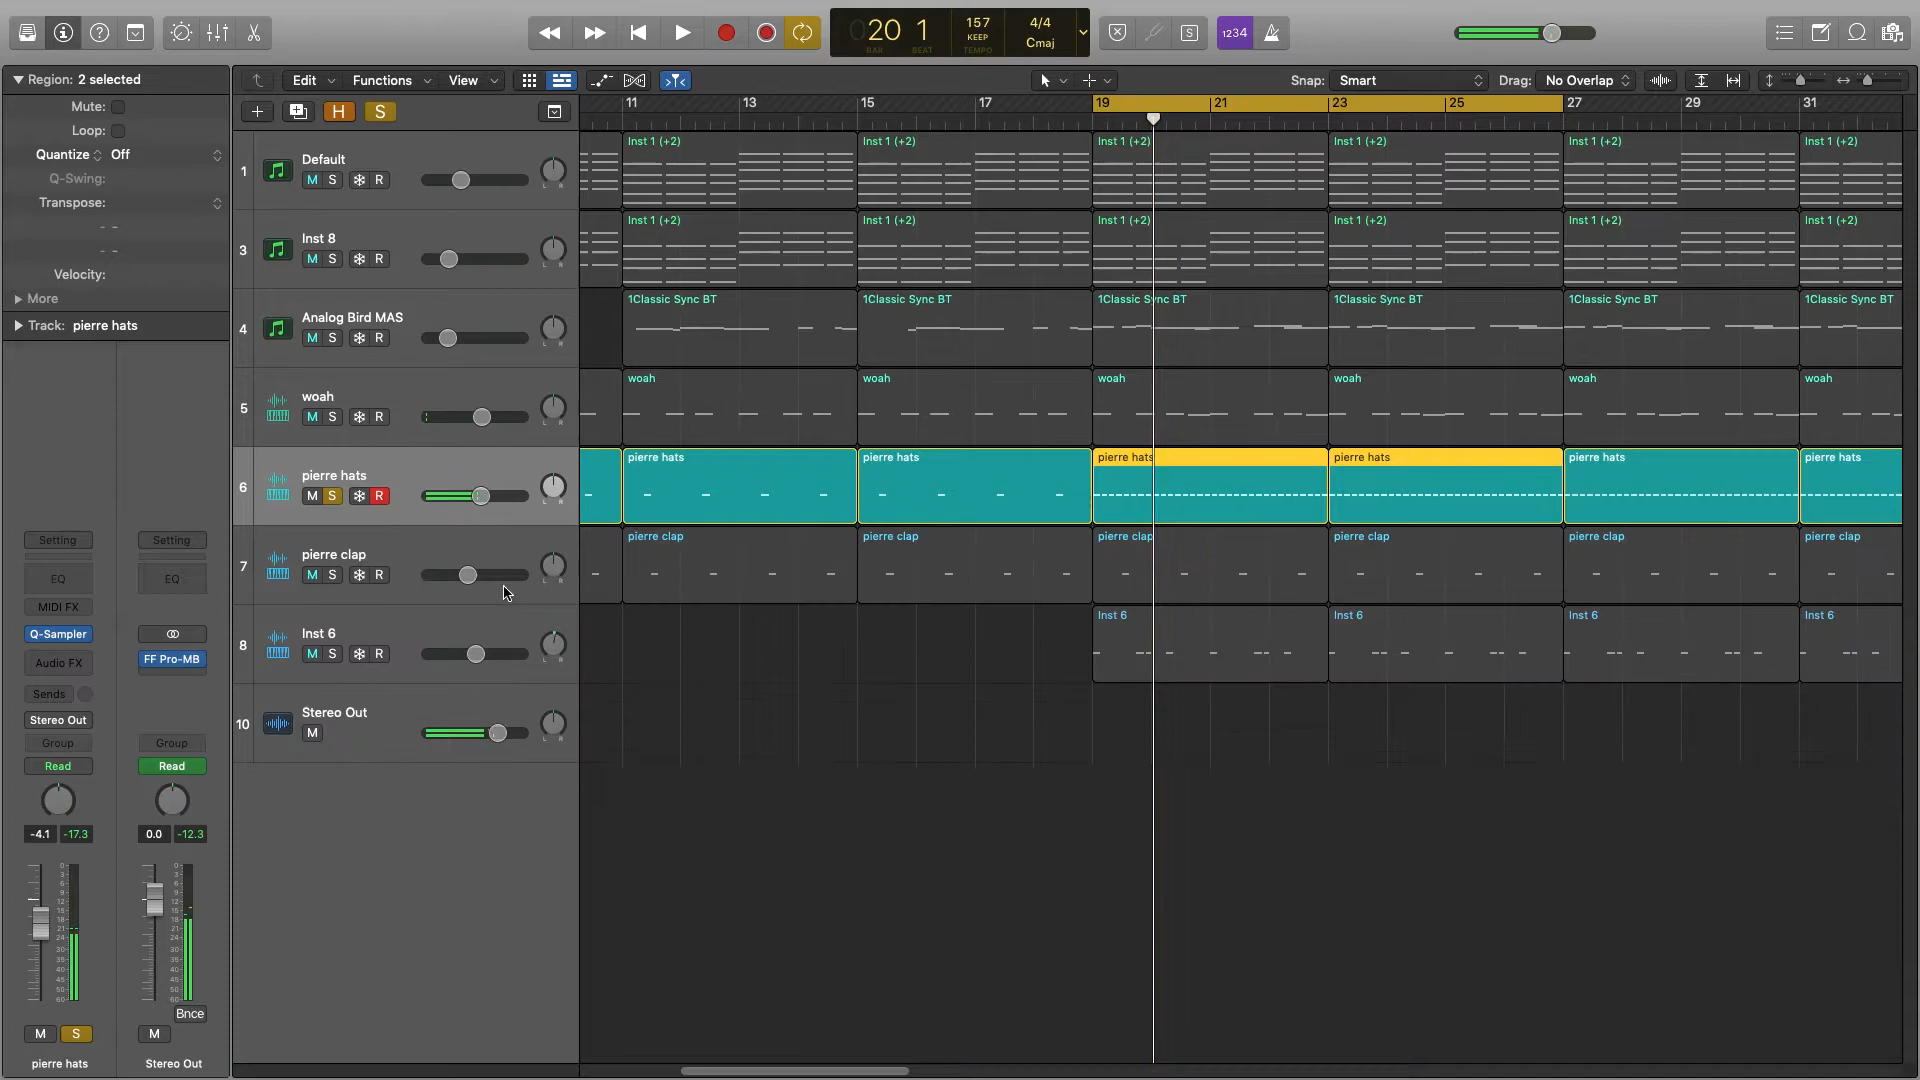 20 1
BAR BEAT
157
KEEP
TEMPO
4/4
Cmaj
1234
Region: 2 selected
Mute:
Loop:
Quantize Off
Q-Swing:
Transpose:
Velocity:
More
Track: pierre hats
Edit Functions View
Snap: Smart
Drag: No Overlap
H S
11 13 15 17 19 21 23 25 27 29 31
1 Default
M S R
Inst 1 (+2) Inst 1 (+2) Inst 1 (+2) Inst 1 (+2) Inst 1 (+2) Inst 1 (+2)
3 Inst 8
M S R
Inst 1 (+2) Inst 1 (+2) Inst 1 (+2) Inst 1 (+2) Inst 1 (+2) Inst 1 (+2)
4 Analog Bird MAS
M S R
1Classic Sync BT 1Classic Sync BT 1Classic Sync BT 1Classic Sync BT 1Classic Sync BT 1Classic Sync BT
5 woah
M S R
woah woah woah woah woah woah
6 pierre hats
M S R
pierre hats pierre hats pierre hats pierre hats pierre hats pierre hats
7 pierre clap
M S R
pierre clap pierre clap pierre clap pierre clap pierre clap pierre clap
8 Inst 6
M S R
Inst 6 Inst 6 Inst 6 Inst 6
10 Stereo Out
M
Setting Setting
EQ EQ
MIDI FX
Q-Sampler
Audio FX FF Pro-MB
Sends
Stereo Out
Group Group
Read Read
-4.1 -17.3 0.0 -12.3
Bnce
M S M
pierre hats Stereo Out